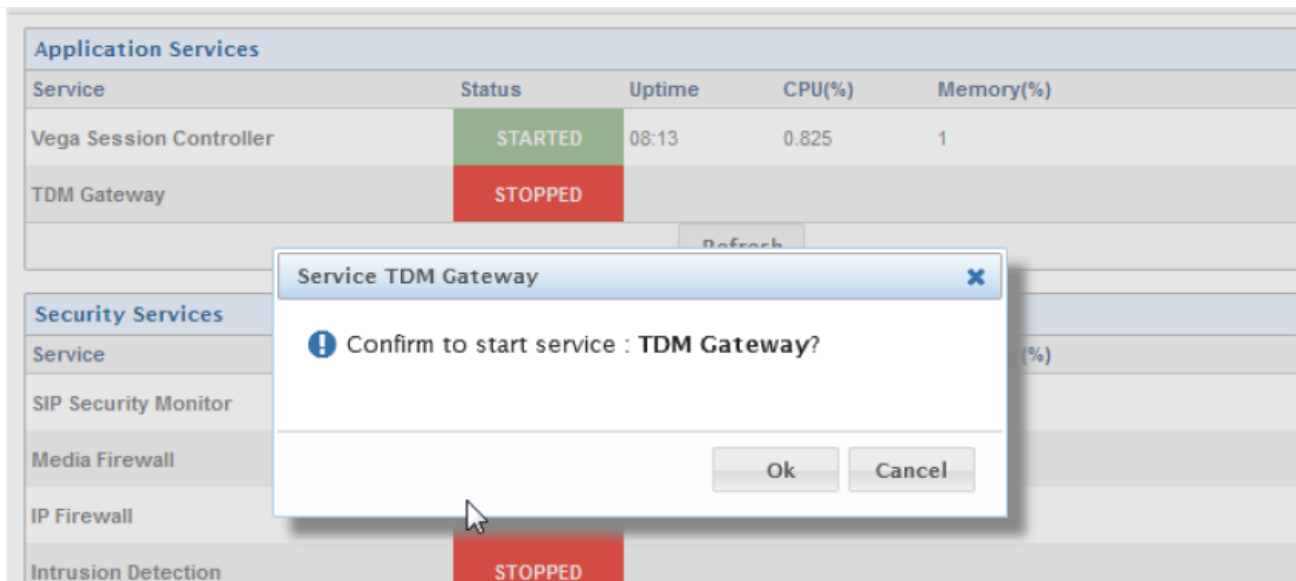 Application Services
Service Status Uptime CPU(%) Memory(%)
Vega Session Controller STARTED 08:13 0.825 1
TDM Gateway STOPPED
Refresh
Service TDM Gateway
Confirm to start service : TDM Gateway?
Ok Cancel
Security Services
Service (%)
SIP Security Monitor
Media Firewall
IP Firewall
Intrusion Detection STOPPED